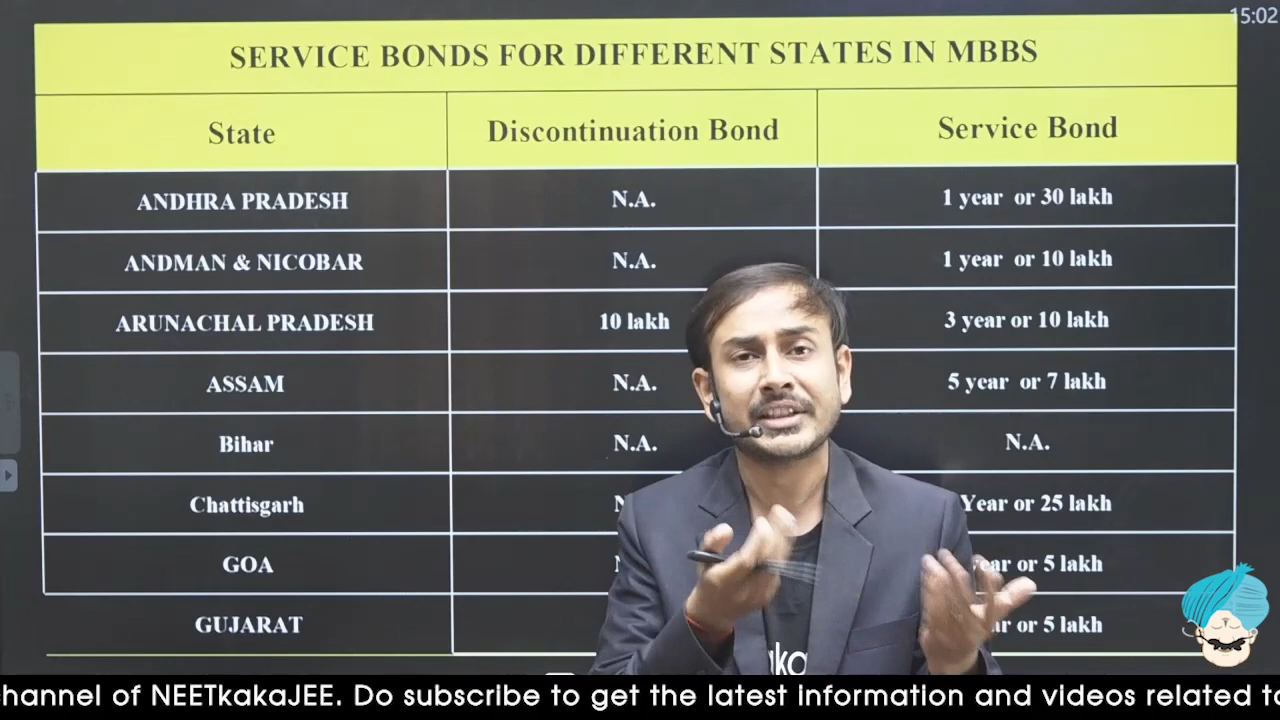 15:02
SERVICE BONDS FOR DIFFERENT STATES IN MBBS
State Discontinuation Bond Service Bond
ANDHRA PRADESH N.A. 1 year or 30 lakh
ANDMAN & NICOBAR N.A. 1 year or 10 lakh
ARUNACHAL PRADESH 10 lakh 3 year or 10 lakh
ASSAM N.A. 5 year or 7 lakh
Bihar N.A. N.A.
Chattisgarh Year or 25 lakh
GOA or 5 lakh
GUJARAT or 5 lakh
hannel of NEETkakaJEE. Do subscribe to get the latest information and videos related to